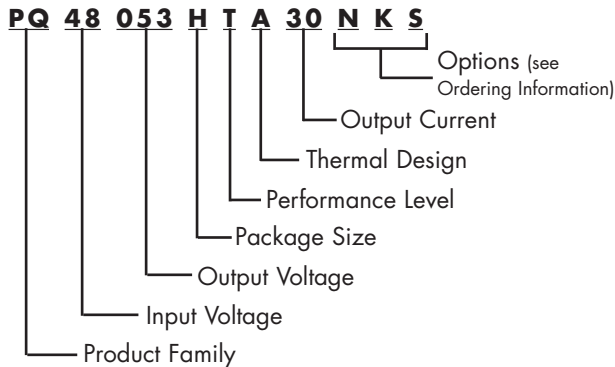 PQ 48 053 H T A 30 N K S
Options (see
Ordering Information)
Output Current
Thermal Design
Performance Level
Package Size
Output Voltage
Input Voltage
Product Family